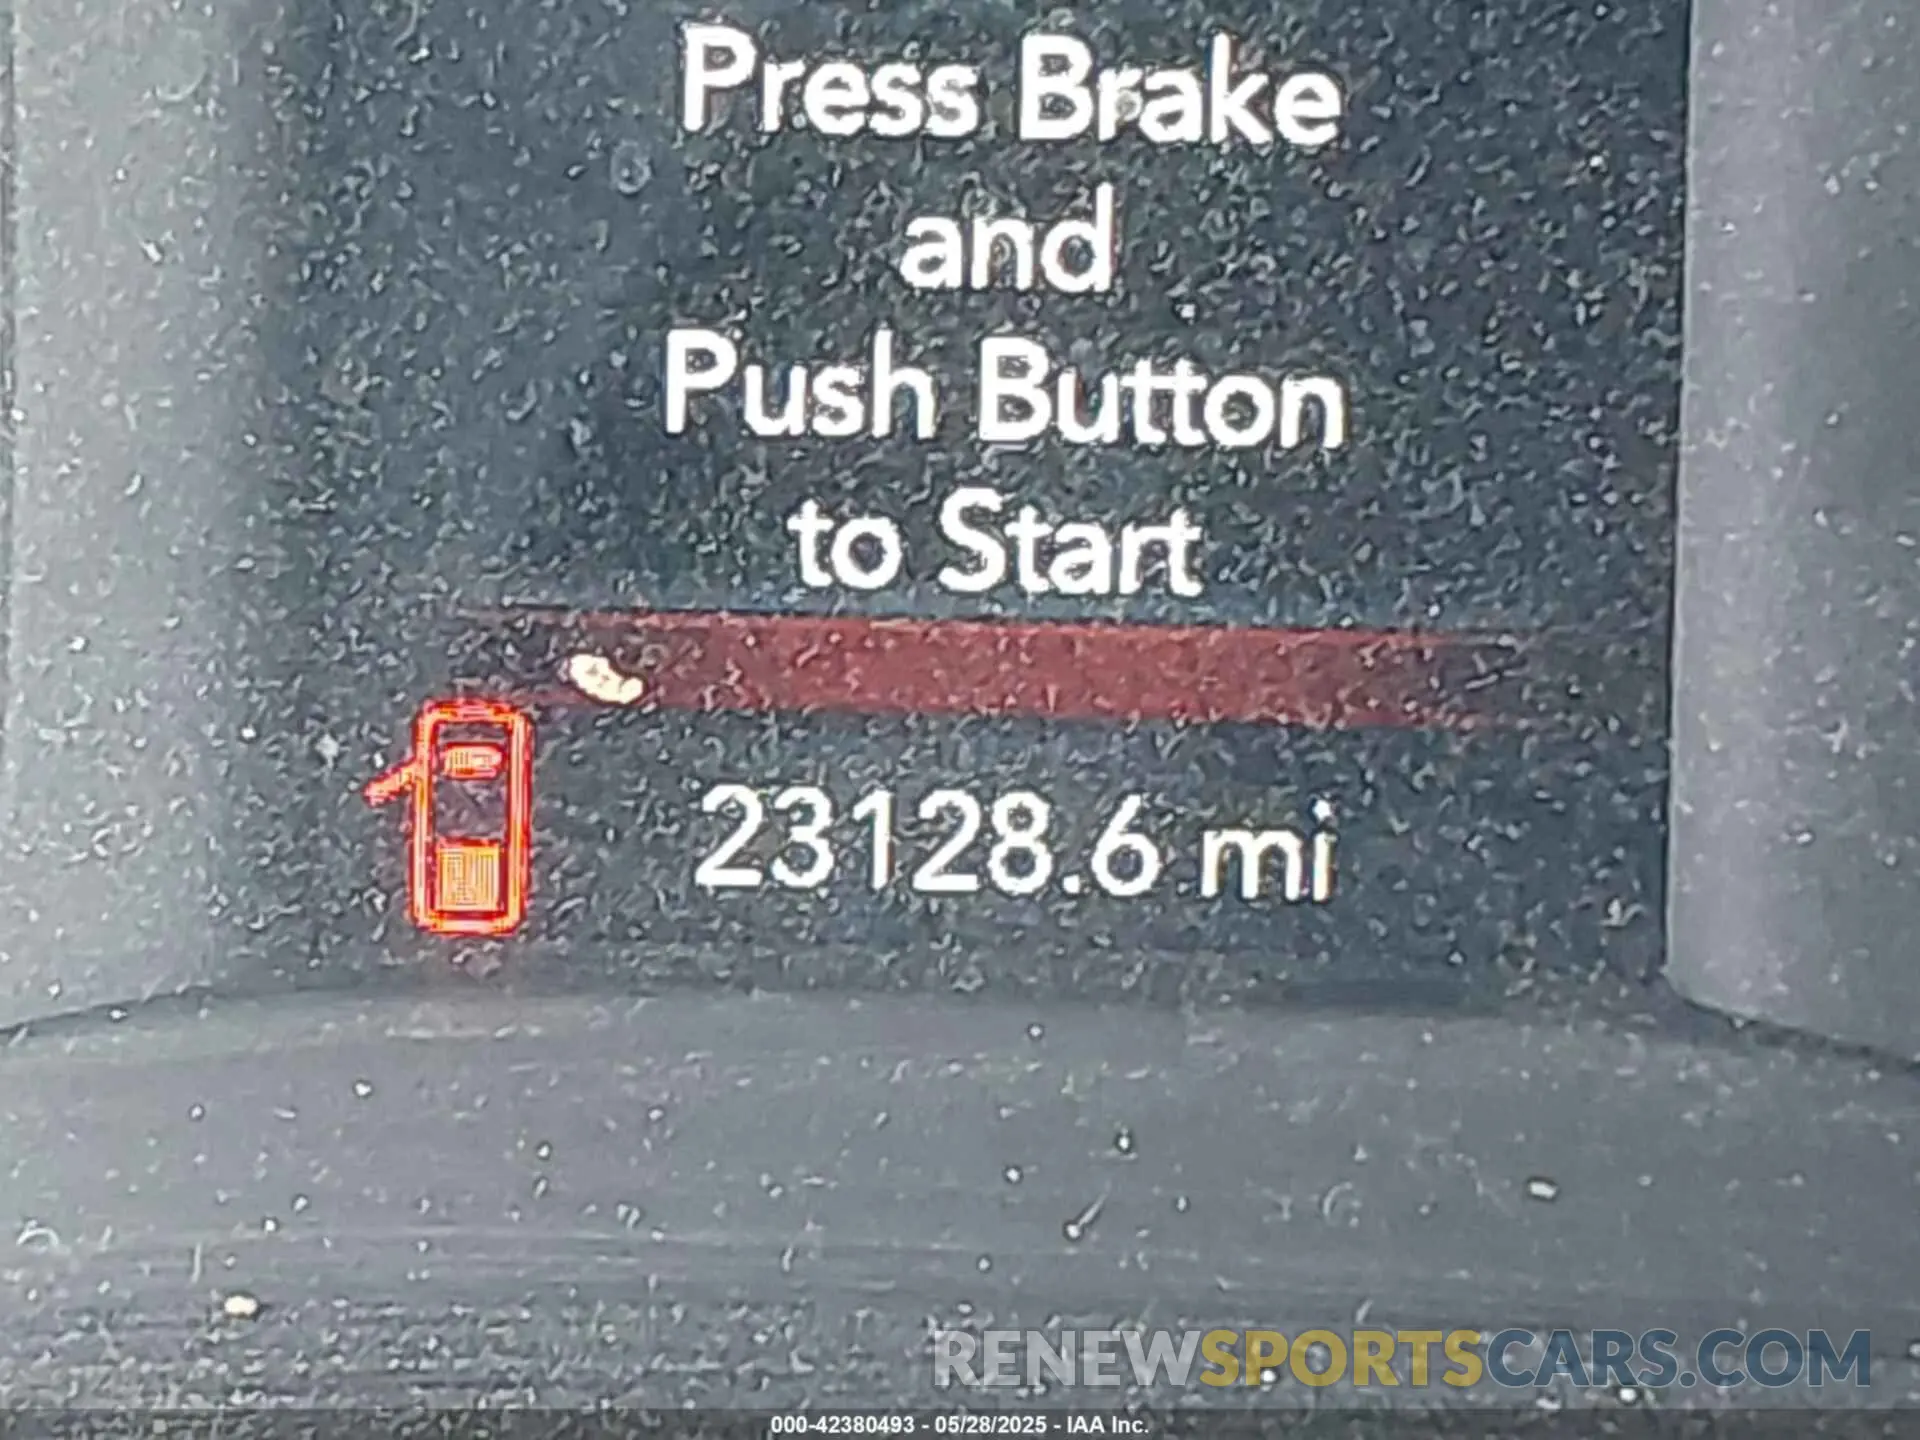 Press Brake
and
Push Button
to Start
23128.6 mi
RENEWSPORTSCARS.COM
000-42380493 - 05/28/2025 - IAA Inc.